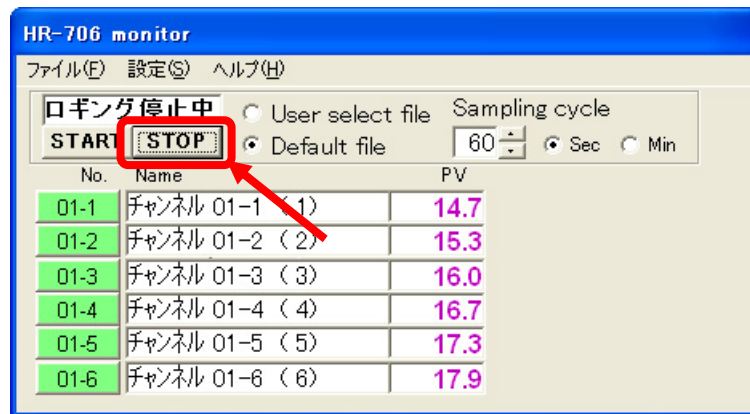 HR-706 monitor
ファイル(F) 設定(S) ヘルプ(H)
ロギング停止中 User select file Sampling cycle
START STOP Default file 60 Sec Min
No. Name PV
01-1 チャンネル 01-1 ( 1) 14.7
01-2 チャンネル 01-2 ( 2) 15.3
01-3 チャンネル 01-3 ( 3) 16.0
01-4 チャンネル 01-4 ( 4) 16.7
01-5 チャンネル 01-5 ( 5) 17.3
01-6 チャンネル 01-6 ( 6) 17.9